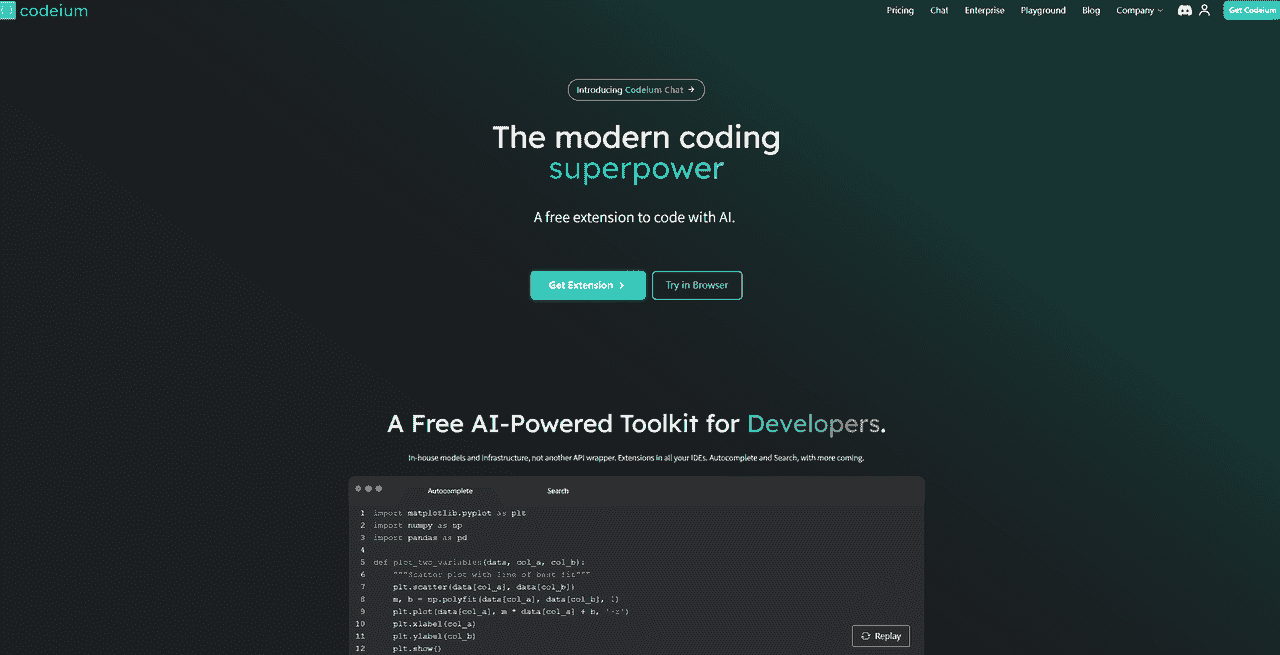 codeium
Pricing Chat Enterprise Playground Blog Company Get Codeium
Introducing Codeium Chat →
The modern coding
superpower
A free extension to code with AI.
Get Extension > Try in Browser
A Free AI-Powered Toolkit for Developers.
In-house models and infrastructure, not another API wrapper. Extensions in all your IDEs. Autocomplete and Search, with more coming.
Autocomplete Search
1 import matplotlib.pyplot as plt
2 import numpy as np
3 import pandas as pd
4
5 def plot_two_variables(data, col_a, col_b):
6 """Scatter plot with line of best fit"""
7 plt.scatter(data[col_a], data[col_b])
8 m, b = np.polyfit(data[col_a], data[col_b], 1)
9 plt.plot(data[col_a], m * data[col_a] + b, '-r')
10 plt.xlabel(col_a)
11 plt.ylabel(col_b)
12 plt.show()
Replay